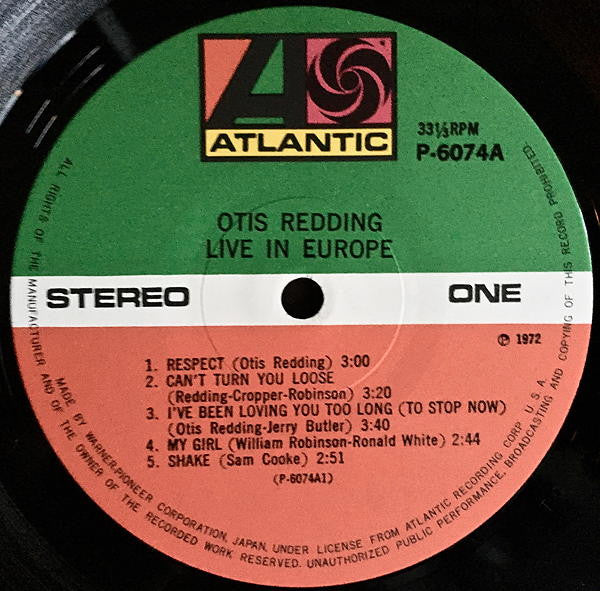 ATLANTIC
33⅓RPM
P-6074A
OTIS REDDING
LIVE IN EUROPE
STEREO
ONE
℗ 1972
1. RESPECT (Otis Redding) 3:00
2. CAN'T TURN YOU LOOSE
(Redding-Cropper-Robinson) 3:20
3. I'VE BEEN LOVING YOU TOO LONG (TO STOP NOW)
(Otis Redding-Jerry Butler) 3:40
4. MY GIRL (William Robinson-Ronald White) 2:44
5. SHAKE (Sam Cooke) 2:51
(P-6074A1)
MADE BY WARNER-PIONEER CORPORATION, JAPAN, UNDER LICENSE FROM ATLANTIC RECORDING CORP. U.S.A.
ALL RIGHTS OF THE MANUFACTURER AND OF THE OWNER OF THE RECORDED WORK RESERVED. UNAUTHORIZED PUBLIC PERFORMANCE, BROADCASTING AND COPYING OF THIS RECORD PROHIBITED.